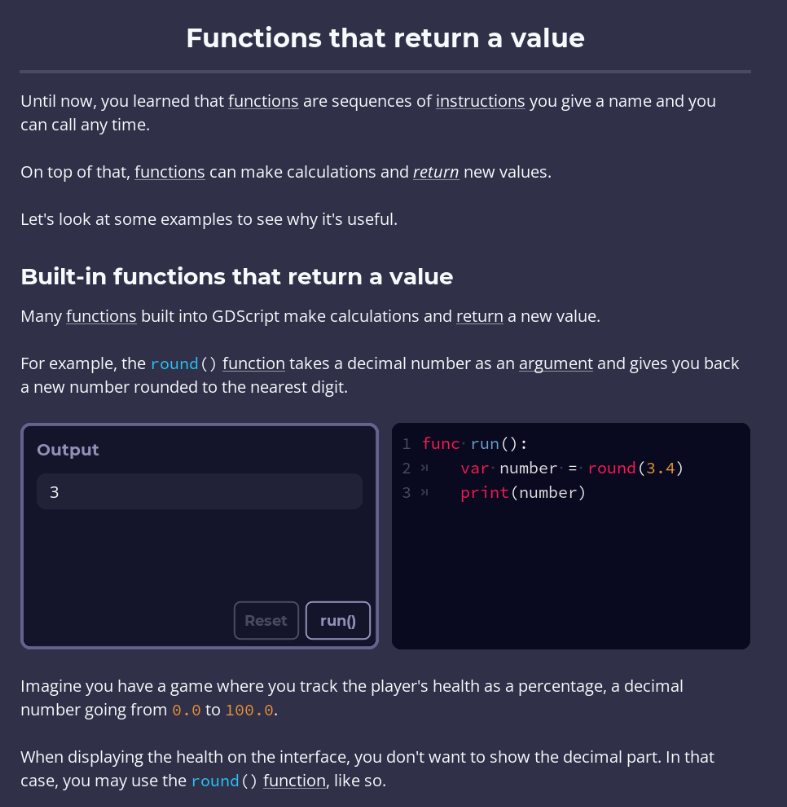 Functions that return a value
Until now, you learned that functions are sequences of instructions you give a name and you
can call any time.
On top of that, functions can make calculations and return new values.
Let's look at some examples to see why it's useful.
Built-in functions that return a value
Many functions built into GDScript make calculations and return a new value.
For example, the round() function takes a decimal number as an argument and gives you back
a new number rounded to the nearest digit.
Output
3
Reset run()
1 func run():
2 var number = round(3.4)
3 print(number)
Imagine you have a game where you track the player's health as a percentage, a decimal
number going from 0.0 to 100.0.
When displaying the health on the interface, you don't want to show the decimal part. In that
case, you may use the round() function, like so.